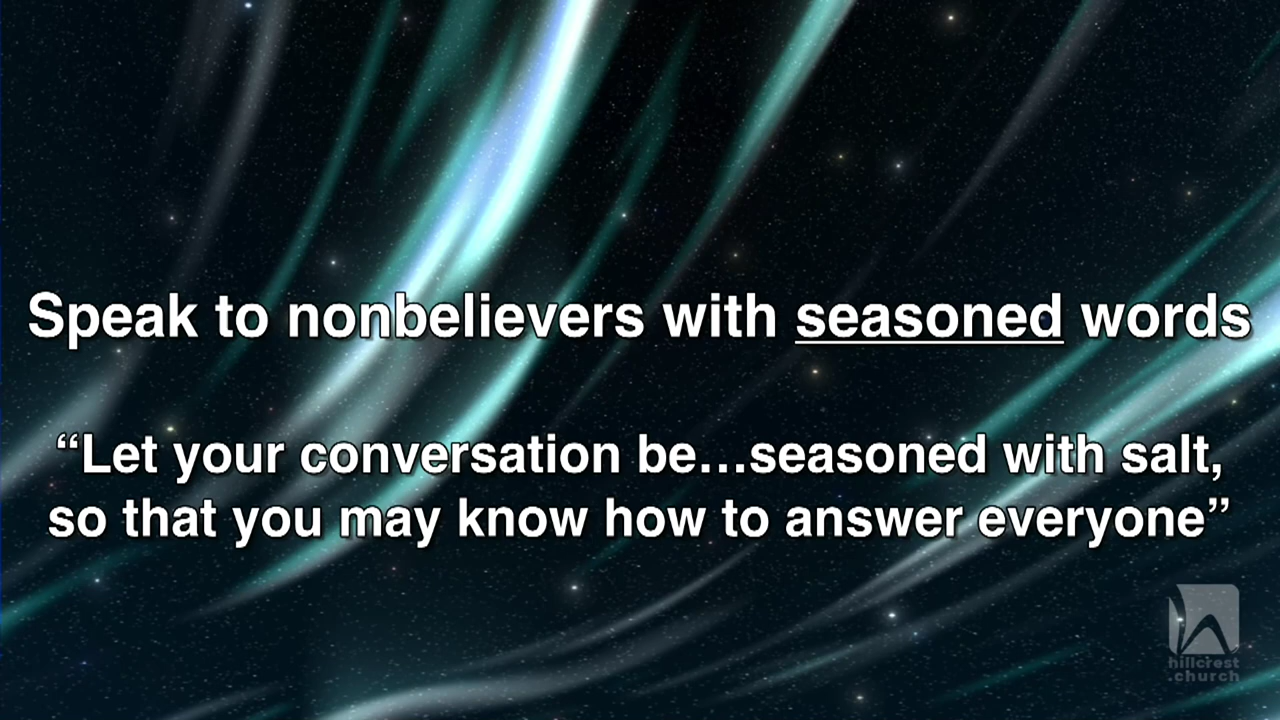 Speak to nonbelievers with seasoned words
“Let your conversation be…seasoned with salt,
so that you may know how to answer everyone”
hillcrest
.church